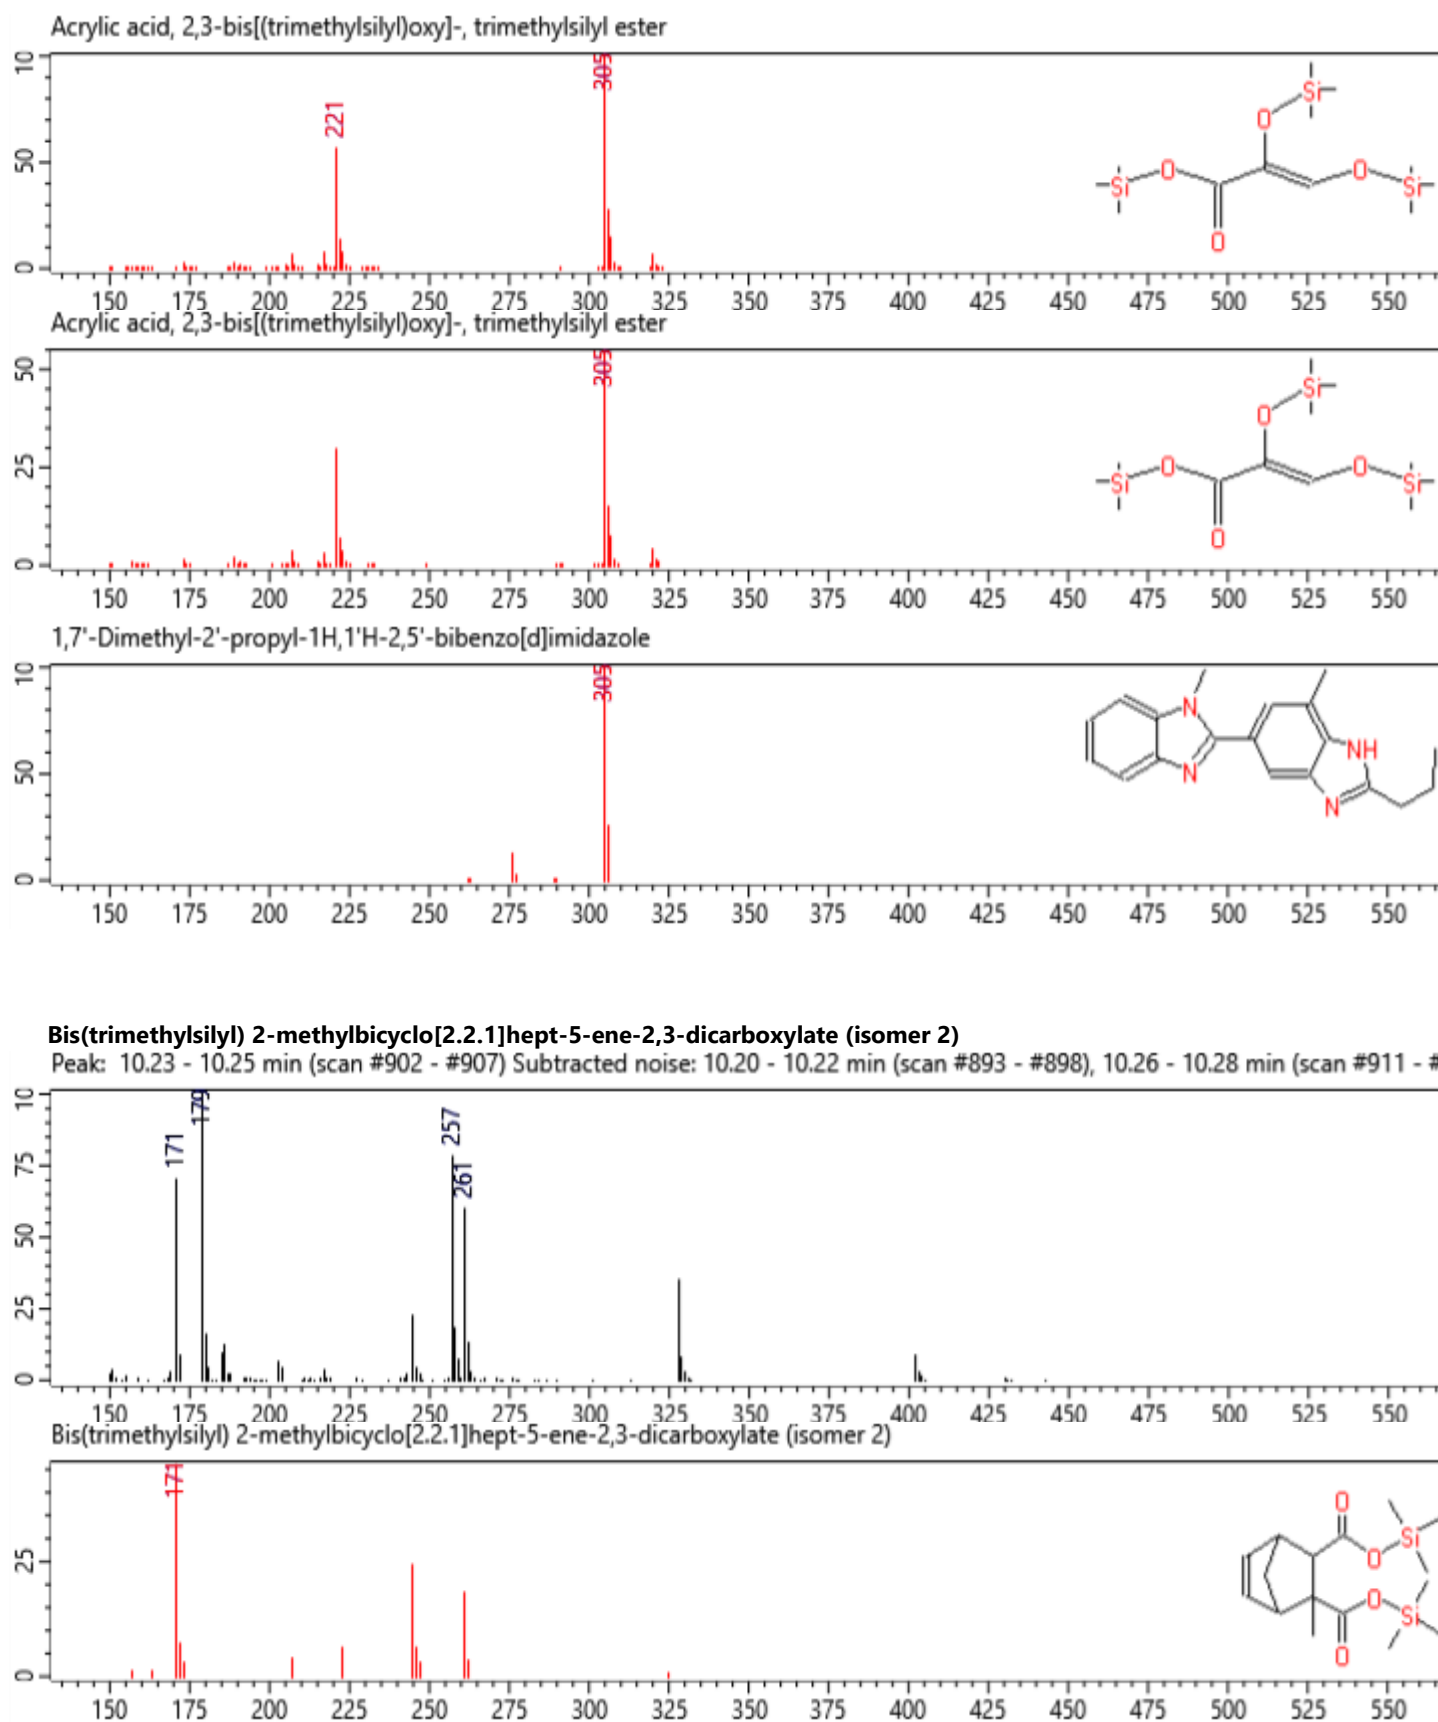 Acrylic acid, 2,3-bis[(trimethylsilyl)oxy]-, trimethylsilyl ester
10
50
0
221
305
Si
O
O
O
Si
Si
O
150 175 200 225 250 275 300 325 350 375 400 425 450 475 500 525 550
Acrylic acid, 2,3-bis[(trimethylsilyl)oxy]-, trimethylsilyl ester
50
25
0
305
Si
O
O
O
Si
Si
O
150 175 200 225 250 275 300 325 350 375 400 425 450 475 500 525 550
1,7'-Dimethyl-2'-propyl-1H,1'H-2,5'-bibenzo[d]imidazole
10
50
0
305
N
N
NH
N
150 175 200 225 250 275 300 325 350 375 400 425 450 475 500 525 550
Bis(trimethylsilyl) 2-methylbicyclo[2.2.1]hept-5-ene-2,3-dicarboxylate (isomer 2)
Peak: 10.23 - 10.25 min (scan #902 - #907) Subtracted noise: 10.20 - 10.22 min (scan #893 - #898), 10.26 - 10.28 min (scan #911 - #
10
75
50
25
0
171
179
257
261
150 175 200 225 250 275 300 325 350 375 400 425 450 475 500 525 550
Bis(trimethylsilyl) 2-methylbicyclo[2.2.1]hept-5-ene-2,3-dicarboxylate (isomer 2)
25
0
171
O
Si
O
O
Si
O
150 175 200 225 250 275 300 325 350 375 400 425 450 475 500 525 550